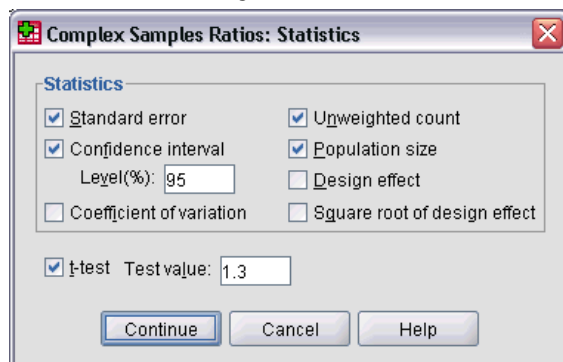 Complex Samples Ratios: Statistics
Statistics
Standard error
Unweighted count
Confidence interval
Population size
Level(%): 95
Design effect
Coefficient of variation
Square root of design effect
t-test Test value: 1.3
Continue Cancel Help